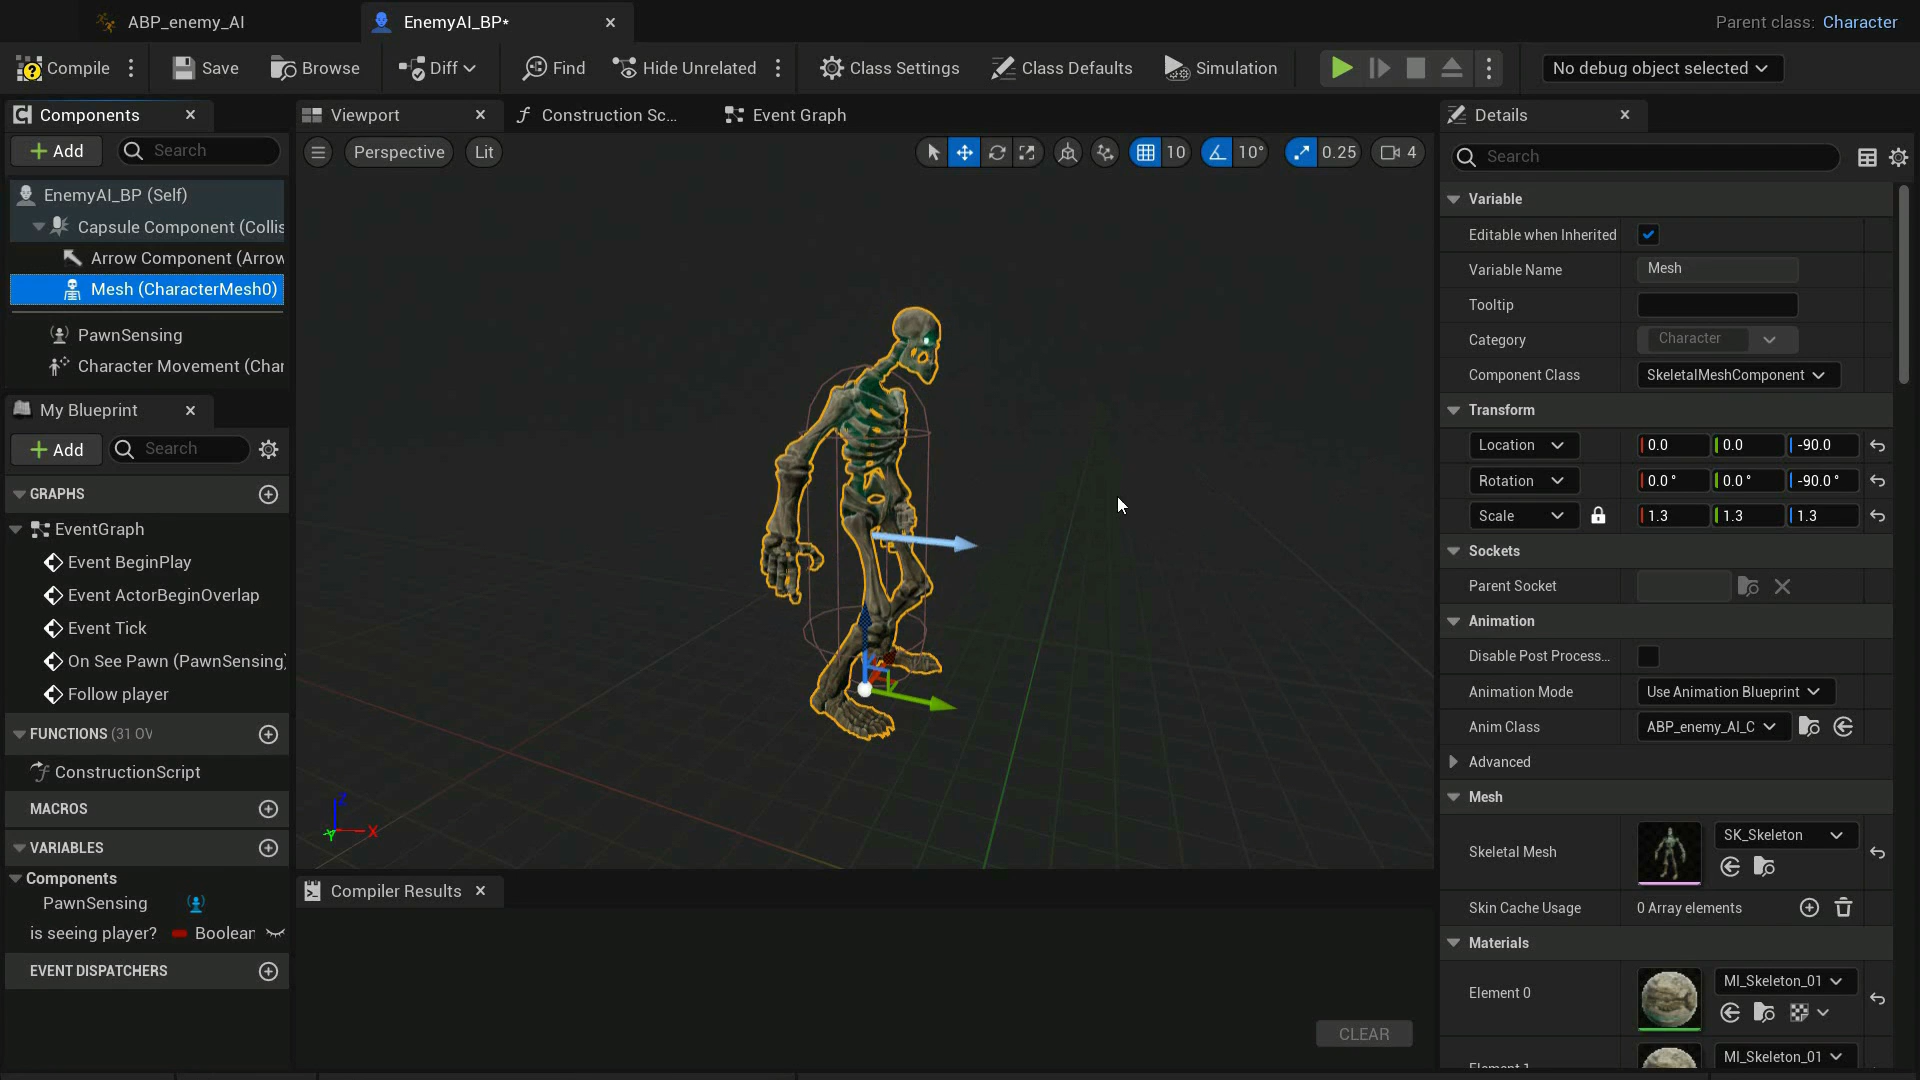 ABP_enemy_AI
EnemyAI_BP*
Parent class: Character
Compile
Save
Browse
Diff
Find
Hide Unrelated
Class Settings
Class Defaults
Simulation
No debug object selected
Components
Add
Search
EnemyAI_BP (Self)
Capsule Component (Collis
Arrow Component (Arrow
Mesh (CharacterMesh0)
PawnSensing
Character Movement (Char
My Blueprint
Add
Search
GRAPHS
EventGraph
Event BeginPlay
Event ActorBeginOverlap
Event Tick
On See Pawn (PawnSensing)
Follow player
FUNCTIONS (31 OV
ConstructionScript
MACROS
VARIABLES
Components
PawnSensing
is seeing player? Boolean
EVENT DISPATCHERS
Viewport
Construction Sc...
Event Graph
Perspective
Lit
10
10°
0.25
4
Z
X
Y
Compiler Results
CLEAR
Details
Search
Variable
Editable when Inherited
Variable Name Mesh
Tooltip
Category Character
Component Class SkeletalMeshComponent
Transform
Location 0.0 0.0 -90.0
Rotation 0.0° 0.0° -90.0°
Scale 1.3 1.3 1.3
Sockets
Parent Socket
Animation
Disable Post Process...
Animation Mode Use Animation Blueprint
Anim Class ABP_enemy_AI_C
Advanced
Mesh
Skeletal Mesh SK_Skeleton
Skin Cache Usage 0 Array elements
Materials
Element 0 MI_Skeleton_01
Element 1 MI_Skeleton_01